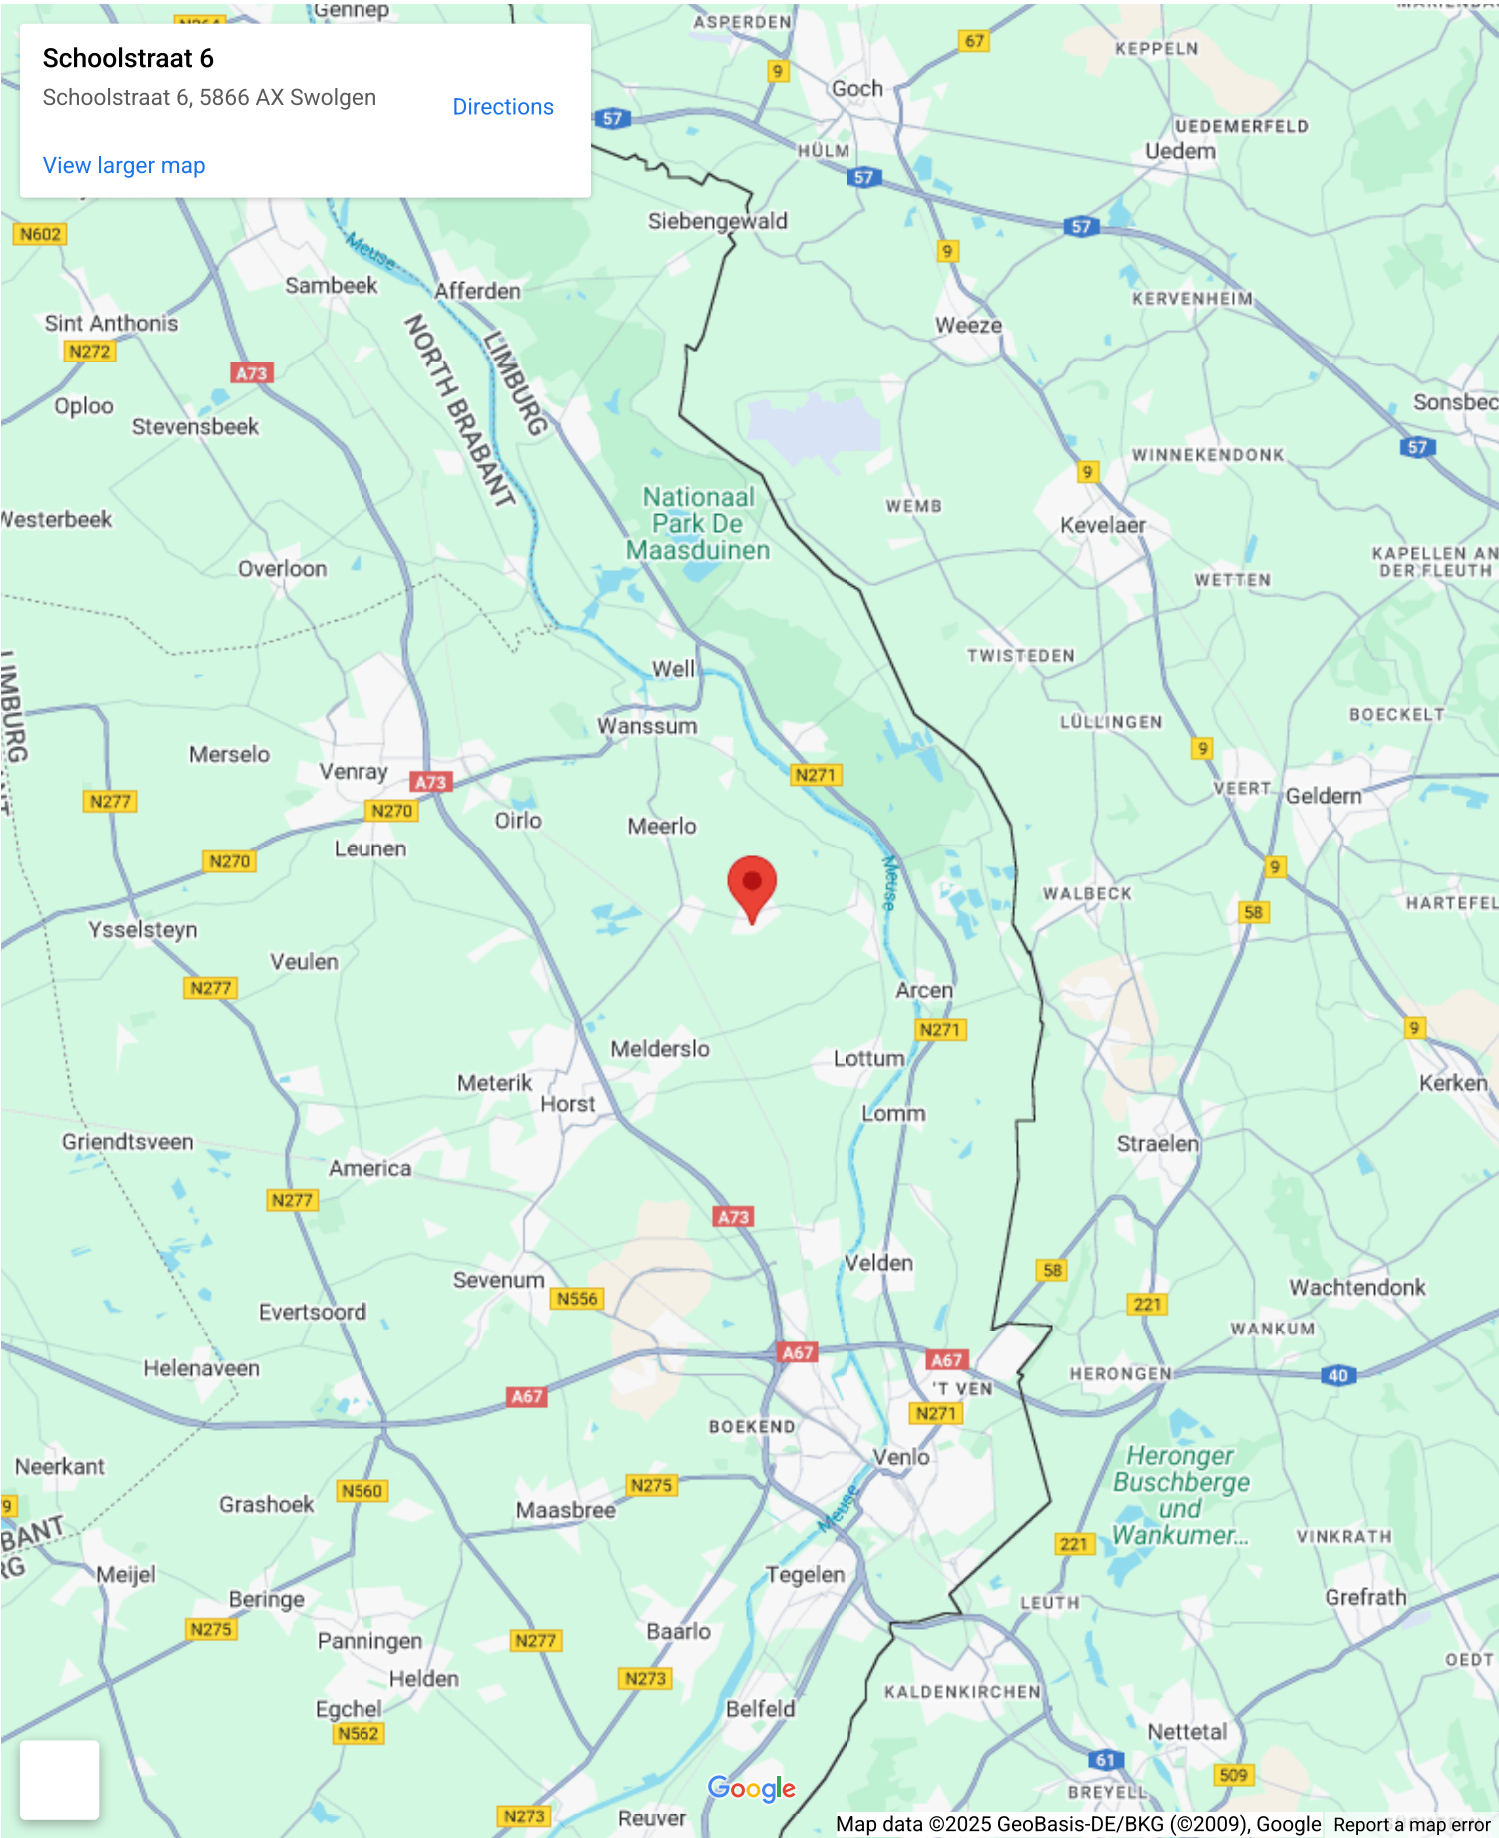 Gennep
Schoolstraat 6
Schoolstraat 6, 5866 AX Swolgen
Directions
View larger map
ASPERDEN
67
KEPPELN
9
Goch
57
UEDEMERFELD
HÜLM
Uedem
57
Siebengewald
57
N602
Meuse
9
Sambeek
Afferden
KERVENHEIM
Sint Anthonis
Weeze
N272
LIMBURG
NORTH BRABANT
A73
Oploo
Stevensbeek
Sonsbec
57
WINNEKENDONK
9
Nationaal
Park De
Maasduinen
WEMB
Westerbeek
Kevelaer
KAPELLEN AN
DER FLEUTH
Overloon
WETTEN
LIMBURG
TWISTEDEN
Well
LÜLLINGEN
BOECKELT
Wanssum
9
Merselo
Venray
A73
N271
VEERT
Geldern
N277
N270
Oirlo
Meerlo
Leunen
N270
9
Meuse
WALBECK
HARTEFEL
58
Ysselsteyn
Veulen
N277
Arcen
N271
9
Melderslo
Lottum
Meterik
Kerken
Horst
Lomm
Griendtsveen
Straelen
America
N277
A73
Velden
58
Sevenum
N556
Wachtendonk
Evertsoord
221
WANKUM
A67
A67
Helenaveen
HERONGEN
40
'T VEN
A67
N271
BOEKEND
Venlo
Heronger
Buschberge
und
Wankumer...
Neerkant
N275
N560
Grashoek
Maasbree
Meuse
9
BANT
RG
VINKRATH
221
Meijel
Tegelen
Beringe
Grefrath
LEUTH
N275
Baarlo
Panningen
N277
OEDT
Helden
N273
KALDENKIRCHEN
Egchel
Belfeld
N562
Nettetal
61
Google
509
BREYELL
N273
Reuver
Map data ©2025 GeoBasis-DE/BKG (©2009), Google
Report a map error